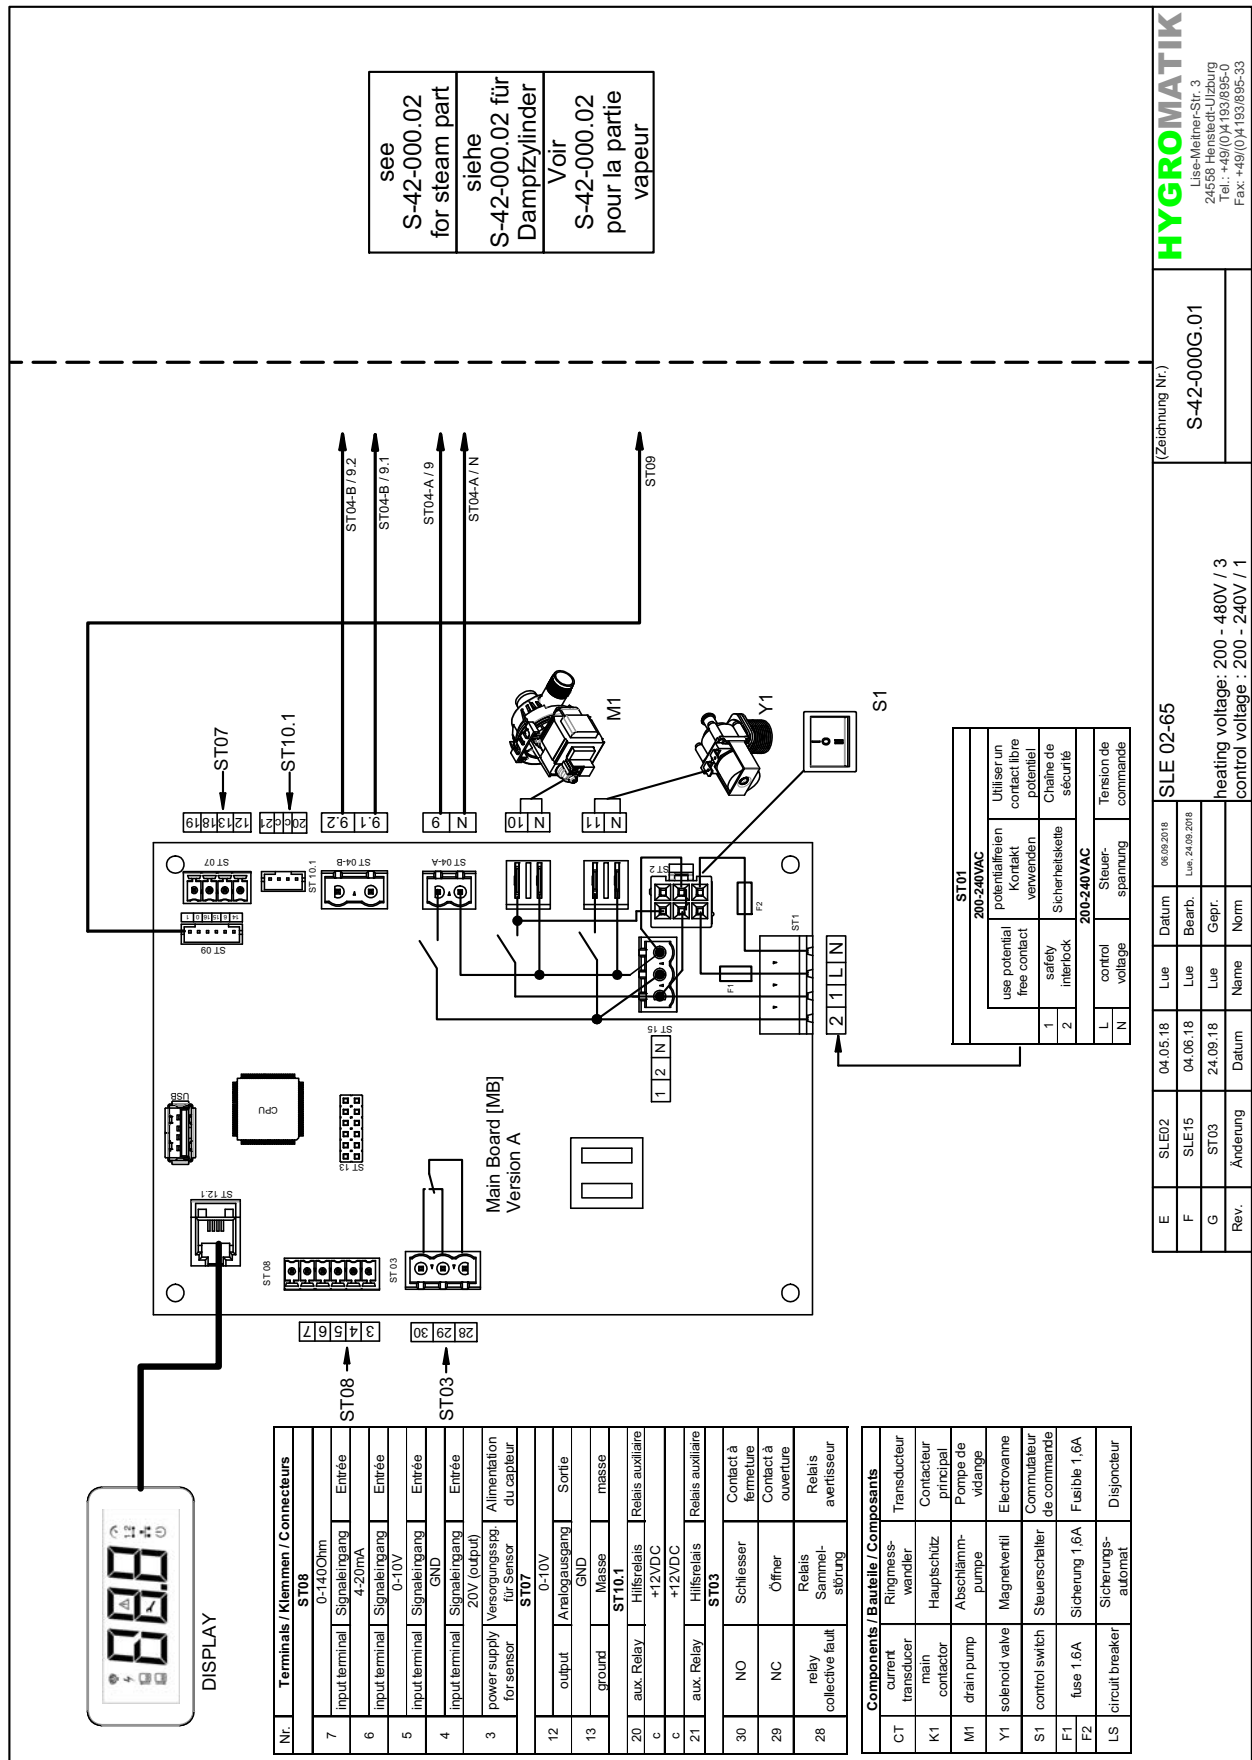 see
S-42-000.02
for steam part
siehe
S-42-000.02 für
Dampfzylinder
Voir
S-42-000.02
pour la partie
vapeur
DISPLAY
ST07
ST10.1
19
18
13
12
21
c
c
20
9.2
9.1
9
N
10
N
11
N
ST04-B / 9.2
ST04-B / 9.1
ST04-A / 9
ST04-A / N
ST09
M1
Y1
S1
ST 07
1 0 16 15 6 14
ST 09
ST 10.1
ST 04-B
ST 04-A
ST 2
F2
F1
ST1
ST 15
1 2 N
2 1 L N
USB
CPU
ST 13
ST 12.1
ST 08
ST 03
Main Board [MB]
Version A
7
6
5
4
3
ST08
30
29
28
ST03
Nr. Terminals / Klemmen / Connecteurs
ST08
7 0-140Ohm
input terminal Signaleingang Entrée
6 4-20mA
input terminal Signaleingang Entrée
5 0-10V
input terminal Signaleingang Entrée
4 GND
input terminal Signaleingang Entrée
3 20V (output)
power supply for sensor Versorgungsspg. für Sensor Alimentation du capteur
ST07
12 0-10V
output Analogausgang Sortie
13 GND
ground Masse masse
ST10.1
20 aux. Relay Hilfsrelais Relais auxiliaire
c +12VDC
c +12VDC
21 aux. Relay Hilfsrelais Relais auxiliaire
ST03
30 NO Schliesser Contact à fermeture
29 NC Öffner Contact à ouverture
28 relay collective fault Relais Sammel-störung Relais avertisseur
Components / Bauteile / Composants
CT current transducer Ringmess-wandler Transducteur
K1 main contactor Hauptschütz Contacteur principal
M1 drain pump Abschlämm-pumpe Pompe de vidange
Y1 solenoid valve Magnetventil Electrovanne
S1 control switch Steuerschalter Commutateur de commande
F1
F2 fuse 1.6A Sicherung 1,6A Fusible 1,6A
LS circuit breaker Sicherungs-automat Disjoncteur
ST01
200-240VAC
use potential free contact potentialfreien Kontakt verwenden Utiliser un contact libre potentiel
1
2 safety interlock Sicherheitskette Chaîne de sécurité
200-240VAC
L
N control voltage Steuer-spannung Tension de commande
E SLE02 04.05.18 Lue Datum 06.09.2018
F SLE15 04.06.18 Lue Bearb. Lue, 24.09.2018
G ST03 24.09.18 Lue Gepr.
Rev. Änderung Datum Name Norm
SLE 02-65
heating voltage: 200 - 480V / 3
control voltage : 200 - 240V / 1
(Zeichnung Nr.)
S-42-000G.01
HYGROMATIK
Lise-Meitner-Str. 3
24558 Henstedt-Ulzburg
Tel.: +49/(0)4193/895-0
Fax: +49/(0)4193/895-33